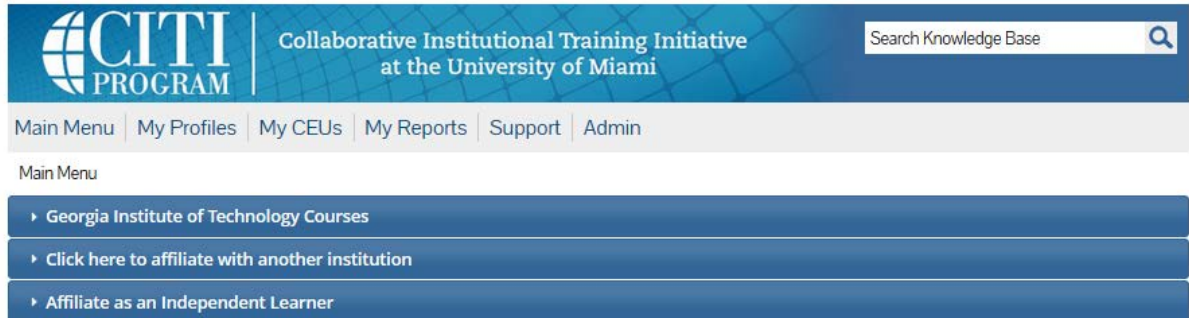 CITI
PROGRAM
Collaborative Institutional Training Initiative
at the University of Miami
Search Knowledge Base
Main Menu My Profiles My CEUs My Reports Support Admin
Main Menu
Georgia Institute of Technology Courses
Click here to affiliate with another institution
Affiliate as an Independent Learner